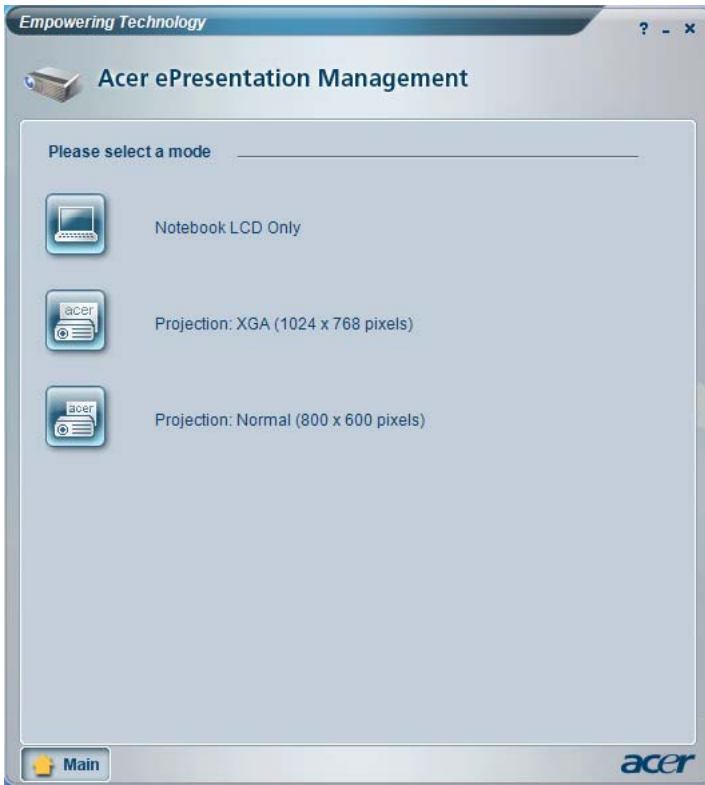 Empowering Technology
? - ×
Acer ePresentation Management
Please select a mode
Notebook LCD Only
acer
Projection: XGA (1024 x 768 pixels)
acer
Projection: Normal (800 x 600 pixels)
Main
acer